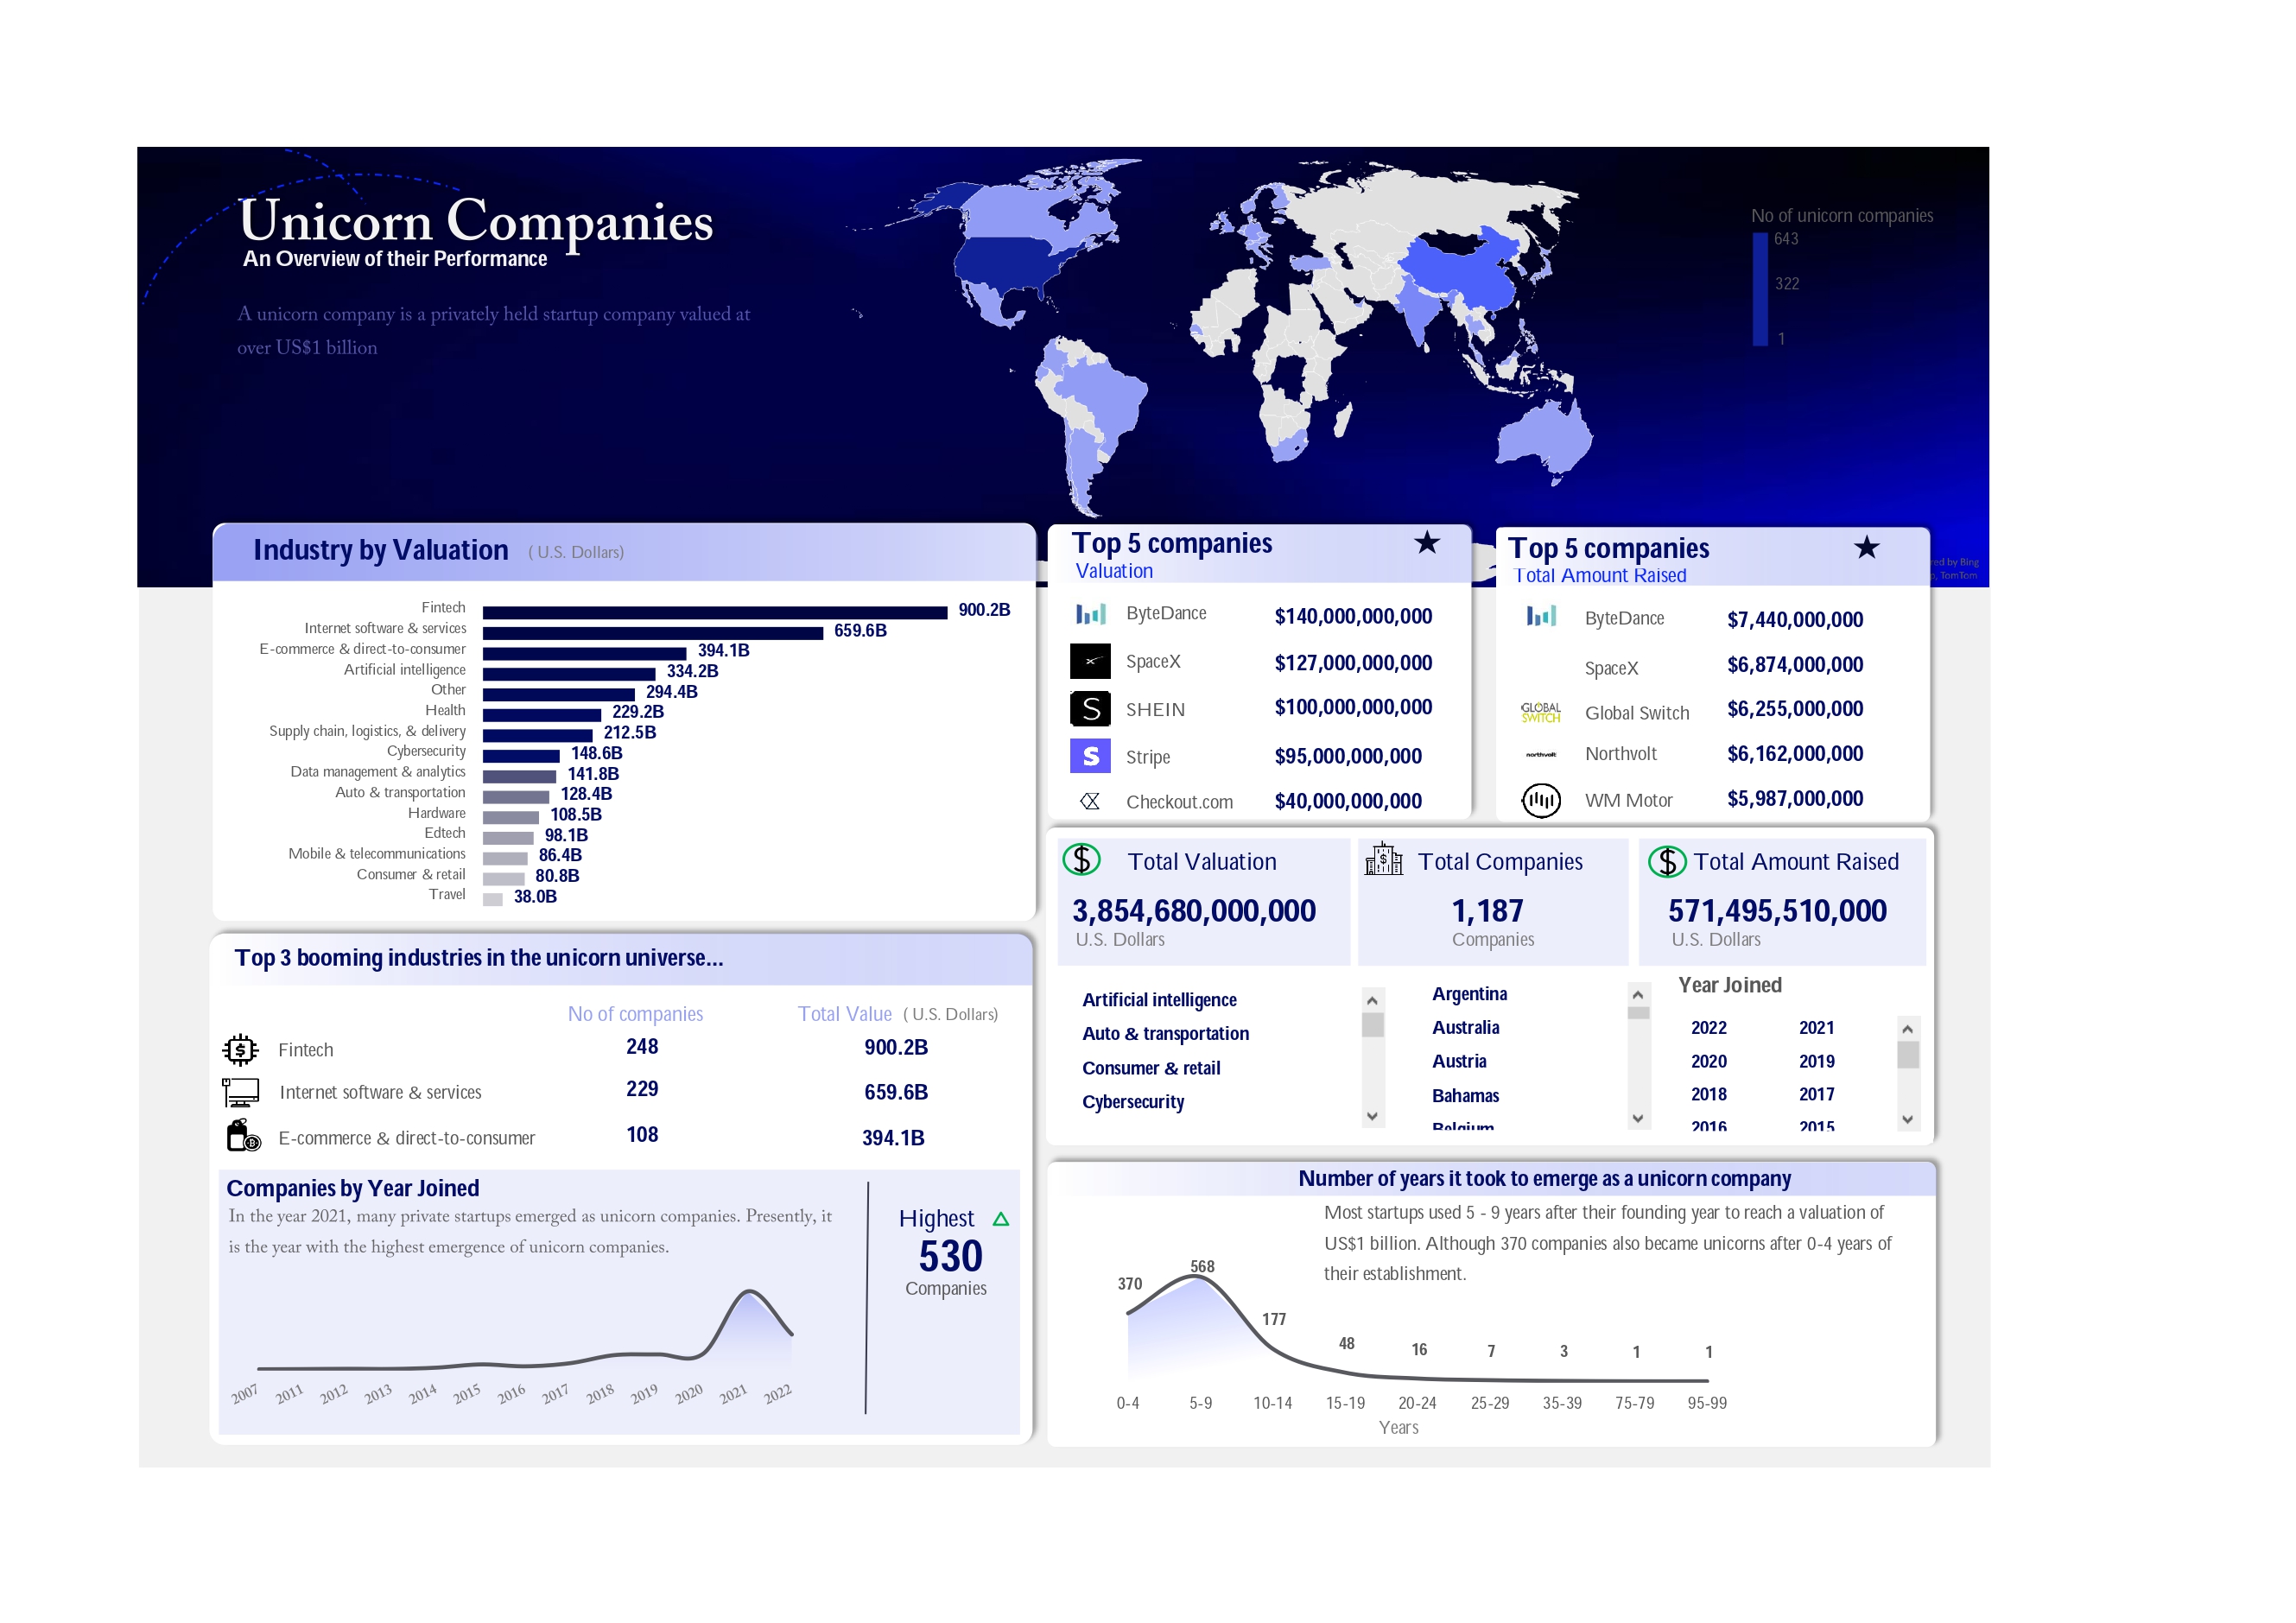 Unicorn Companies
An Overview of their Performance
A unicorn company is a privately held startup company valued at
over US$1 billion
No of unicorn companies
643
322
1
Industry by Valuation ( U.S. Dollars)
Fintech 900.2B
Internet software & services 659.6B
E-commerce & direct-to-consumer 394.1B
Artificial intelligence 334.2B
Other 294.4B
Health 229.2B
Supply chain, logistics, & delivery 212.5B
Cybersecurity 148.6B
Data management & analytics 141.8B
Auto & transportation 128.4B
Hardware 108.5B
Edtech 98.1B
Mobile & telecommunications 86.4B
Consumer & retail 80.8B
Travel 38.0B
Top 5 companies
Valuation
ByteDance $140,000,000,000
SpaceX $127,000,000,000
S SHEIN $100,000,000,000
S Stripe $95,000,000,000
Checkout.com $40,000,000,000
Top 5 companies
Total Amount Raised
by Bing
, TomTom
ByteDance $7,440,000,000
SpaceX $6,874,000,000
GLOBAL
SWITCH
Global Switch $6,255,000,000
northvolt Northvolt $6,162,000,000
WM Motor $5,987,000,000
$ Total Valuation
3,854,680,000,000
U.S. Dollars
$ Total Companies
1,187
Companies
$ Total Amount Raised
571,495,510,000
U.S. Dollars
Artificial intelligence
Auto & transportation
Consumer & retail
Cybersecurity
Argentina
Australia
Austria
Bahamas
Belgium
Year Joined
2022 2021
2020 2019
2018 2017
2016 2015
Top 3 booming industries in the unicorn universe...
No of companies Total Value ( U.S. Dollars)
$ Fintech 248 900.2B
Internet software & services 229 659.6B
E-commerce & direct-to-consumer 108 394.1B
Companies by Year Joined
In the year 2021, many private startups emerged as unicorn companies. Presently, it
is the year with the highest emergence of unicorn companies.
2007 2011 2012 2013 2014 2015 2016 2017 2018 2019 2020 2021 2022
Highest
530
Companies
Number of years it took to emerge as a unicorn company
Most startups used 5 - 9 years after their founding year to reach a valuation of
US$1 billion. Although 370 companies also became unicorns after 0-4 years of
their establishment.
370 568 177 48 16 7 3 1 1
0-4 5-9 10-14 15-19 20-24 25-29 35-39 75-79 95-99
Years